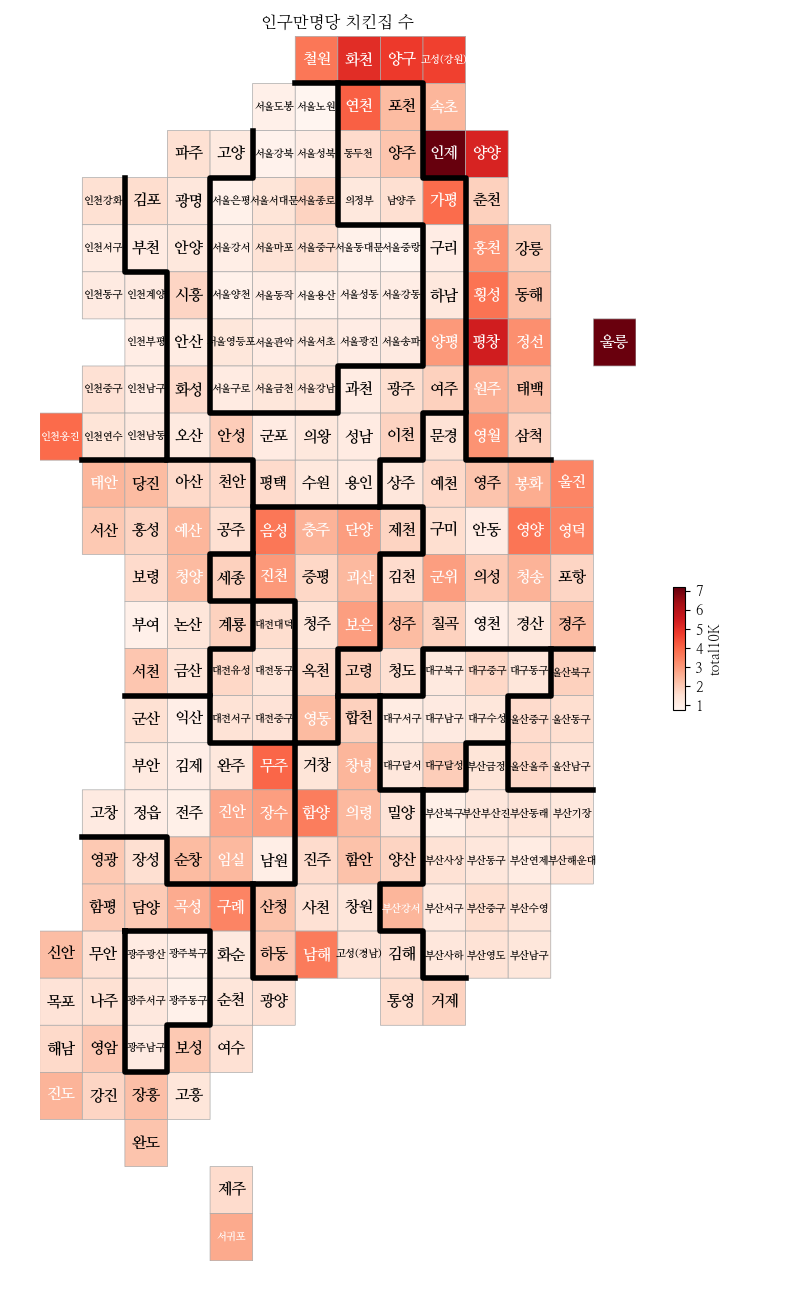 인구만명당 치킨집 수
철원 화천 양구 고성(강원)
서울도봉 서울노원 연천 포천 속초
파주 고양 서울강북 서울성북 동두천 양주 인제 양양
인천강화 김포 광명 서울은평 서울서대문 서울종로 의정부 남양주 가평 춘천
인천서구 부천 안양 서울강서 서울마포 서울중구 서울동대문 서울중랑 구리 홍천 강릉
인천동구 인천계양 시흥 서울양천 서울동작 서울용산 서울성동 서울강동 하남 횡성 동해
인천부평 안산 서울영등포 서울관악 서울서초 서울광진 서울송파 양평 평창 정선 울릉
인천중구 인천남구 화성 서울구로 서울금천 서울강남 과천 광주 여주 원주 태백
인천옹진 인천연수 인천남동 오산 안성 군포 의왕 성남 이천 문경 영월 삼척
태안 당진 아산 천안 평택 수원 용인 상주 예천 영주 봉화 울진
서산 홍성 예산 공주 음성 충주 단양 제천 구미 안동 영양 영덕
보령 청양 세종 진천 증평 괴산 김천 군위 의성 청송 포항
부여 논산 계룡 대전대덕 청주 보은 성주 칠곡 영천 경산 경주
서천 금산 대전유성 대전동구 옥천 고령 청도 대구북구 대구중구 대구동구 울산북구
군산 익산 대전서구 대전중구 영동 합천 대구서구 대구남구 대구수성 울산중구 울산동구
부안 김제 완주 무주 거창 창녕 대구달서 대구달성 부산금정 울산울주 울산남구
고창 정읍 전주 진안 장수 함양 의령 밀양 부산북구 부산부산진 부산동래 부산기장
영광 장성 순창 임실 남원 진주 함안 양산 부산사상 부산동구 부산연제 부산해운대
함평 담양 곡성 구례 산청 사천 창원 부산강서 부산서구 부산중구 부산수영
신안 무안 광주광산 광주북구 화순 하동 남해 고성(경남) 김해 부산사하 부산영도 부산남구
목포 나주 광주서구 광주동구 순천 광양 통영 거제
해남 영암 광주남구 보성 여수
진도 강진 장흥 고흥
완도
제주
서귀포
7
6
5
4
3
2
1
total10K